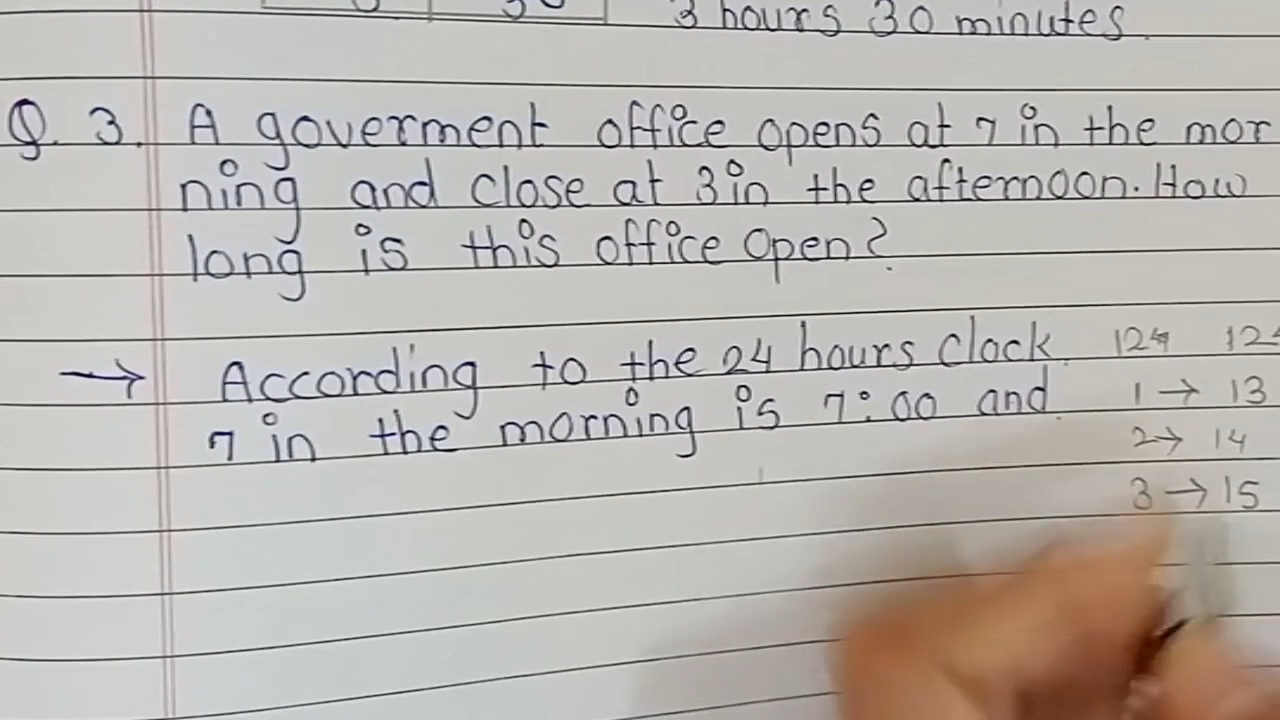 3 hours 30 minutes.
Q. 3. A goverment office opens at 7 in the mor
ning and close at 3 in the afternoon. How
long is this office open?
→ According to the 24 hours clock
7 in the morning is 7:00 and
12
1 → 13
2 → 14
3 → 15